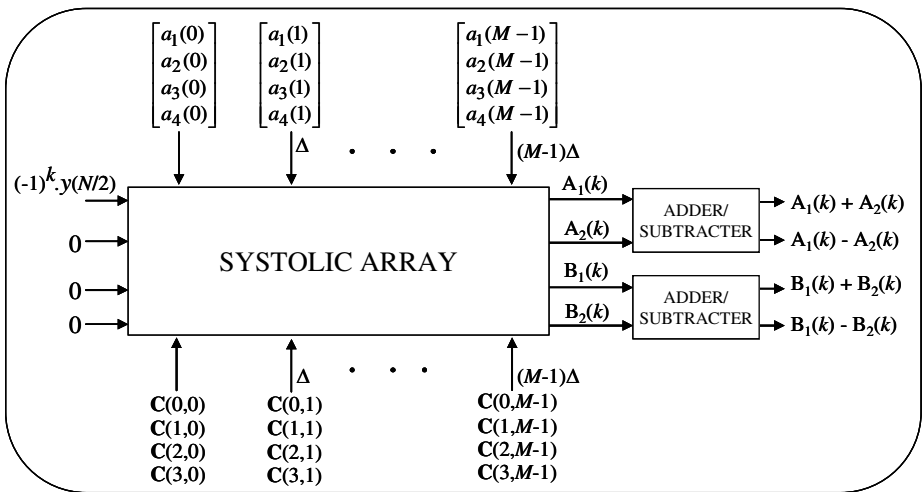 a₁(0) a₁(1) a₁(M − 1)
a₂(0) a₂(1) a₂(M − 1)
a₃(0) a₃(1) a₃(M − 1)
a₄(0) a₄(1) a₄(M − 1)
Δ . . . (M-1)Δ
(-1)ᵏ.y(N/2)
0
0
0
SYSTOLIC ARRAY
A₁(k)
A₂(k)
B₁(k)
B₂(k)
ADDER/
SUBTRACTER
A₁(k) + A₂(k)
A₁(k) - A₂(k)
ADDER/
SUBTRACTER
B₁(k) + B₂(k)
B₁(k) - B₂(k)
Δ . . . (M-1)Δ
C(0,0) C(0,1) C(0,M-1)
C(1,0) C(1,1) C(1,M-1)
C(2,0) C(2,1) C(2,M-1)
C(3,0) C(3,1) C(3,M-1)